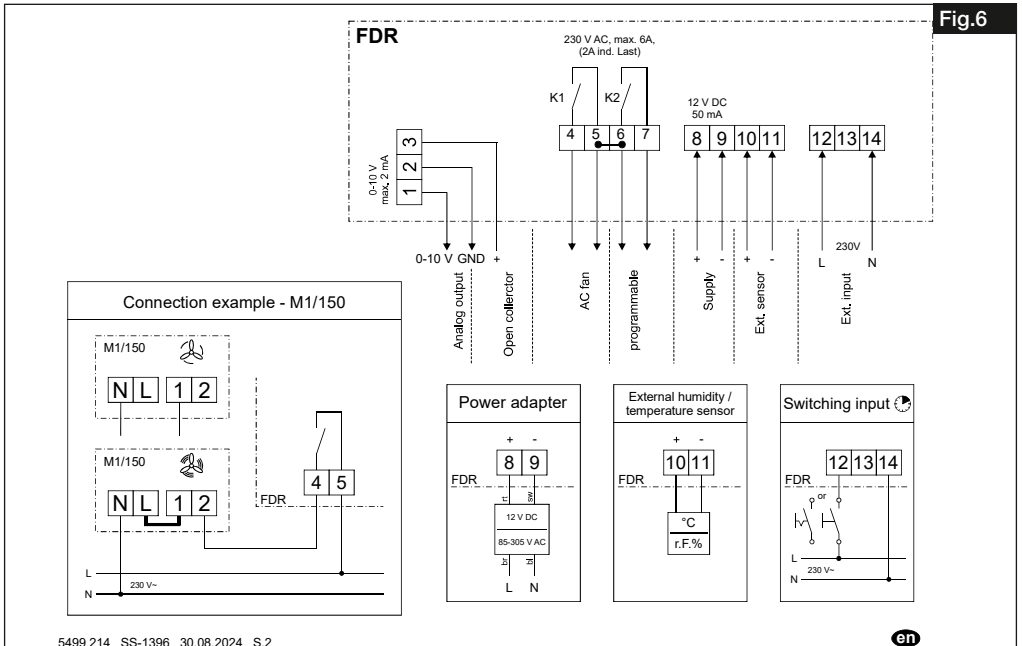 Fig.6
FDR
230 V AC, max. 6A,
(2A ind. Last)
K1
K2
12 V DC
50 mA
4 5 6 7
8 9 10 11
12 13 14
3
2
1
0-10 V
max. 2 mA
0-10 V GND +
Analog output
Open collerctor
AC fan
programmable
+ - + -
Supply
Ext. sensor
230V
L N
Ext. input
Connection example - M1/150
M1/150
N L 1 2
M1/150
N L 1 2
4 5
FDR
L
230 V~
N
Power adapter
+ -
8 9
FDR
rt sw
12 V DC
85-305 V AC
br bl
L N
External humidity /
temperature sensor
+ -
10 11
FDR
°C
r.F.%
Switching input
12 13 14
FDR
or
L
230 V~
N
5499.214 SS-1396 30.08.2024 S.2
en